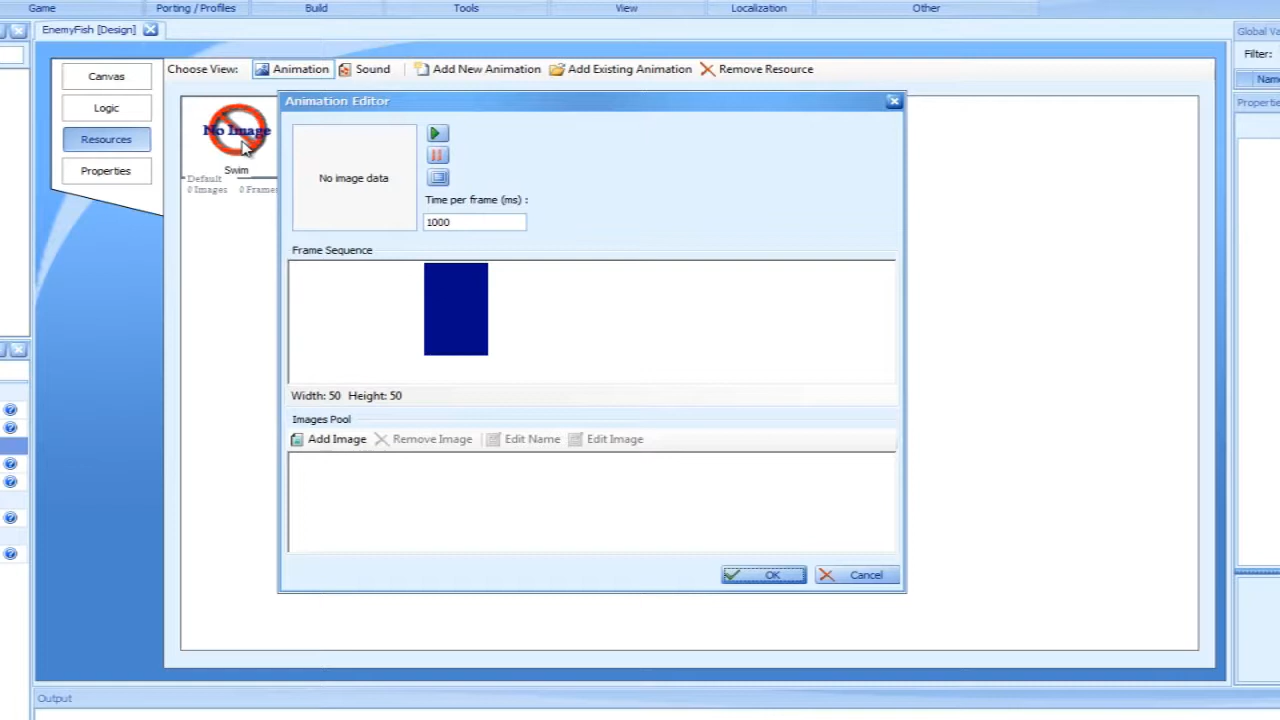 Game Porting / Profiles Build Tools View Localization Other
EnemyFish [Design]
Global Va
Filter:
Name
Propertie
Canvas
Logic
Resources
Properties
Choose View: Animation Sound Add New Animation Add Existing Animation Remove Resource
No Image
Swim
Default
0 Images 0 Frame
Animation Editor
No image data
Time per frame (ms) :
1000
Frame Sequence
Width: 50 Height: 50
Images Pool
Add Image Remove Image Edit Name Edit Image
OK Cancel
Output